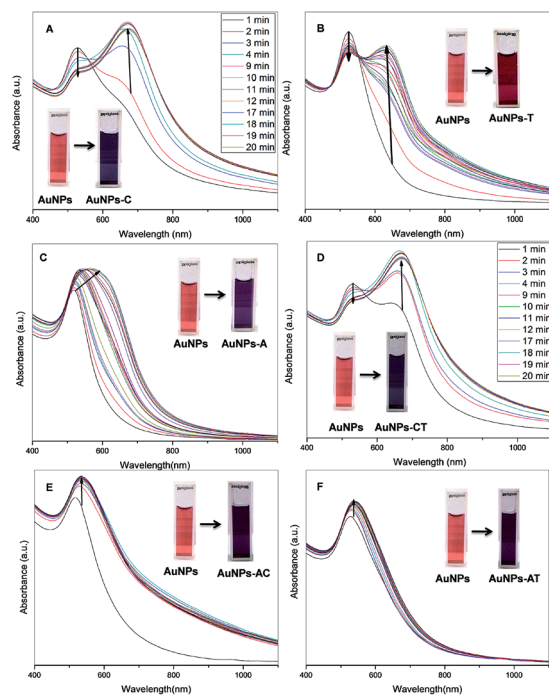 A
1 min
2 min
3 min
4 min
9 min
10 min
11 min
12 min
17 min
18 min
19 min
20 min
AuNPs
AuNPs-C
Absorbance (a.u.)
400
600
800
1000
Wavelength(nm)
B
AuNPs
AuNPs-T
Absorbance(a.u.)
400
600
800
1000
Wavelength (nm)
C
AuNPs
AuNPs-A
Absorbance (a.u.)
400
600
800
1000
Wavelength(nm)
D
1 min
2 min
3 min
4 min
9 min
10 min
11 min
12 min
17 min
18 min
19 min
20 min
AuNPs
AuNPs-CT
Absorbance (a.u.)
400
600
800
1000
Wavelength (nm)
E
AuNPs
AuNPs-AC
Absorbance (a.u.)
400
600
800
1000
Wavelength(nm)
F
AuNPs
AuNPs-AT
Absorbance (a.u.)
400
600
800
1000
Wavelength(nm)